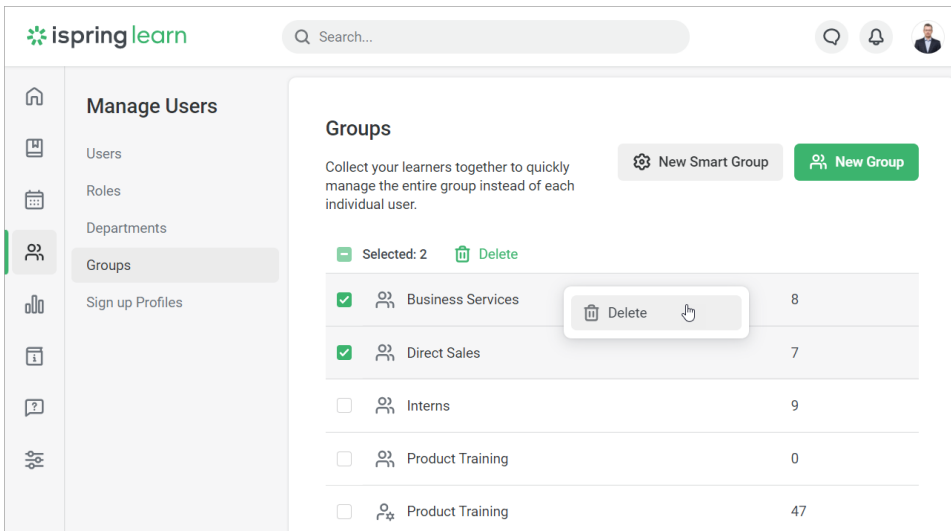 ispring learn
Search...
Manage Users
Users
Roles
Departments
Groups
Sign up Profiles
Groups
Collect your learners together to quickly
manage the entire group instead of each
individual user.
New Smart Group
New Group
Selected: 2 Delete
Business Services 8
Delete
Direct Sales 7
Interns 9
Product Training 0
Product Training 47